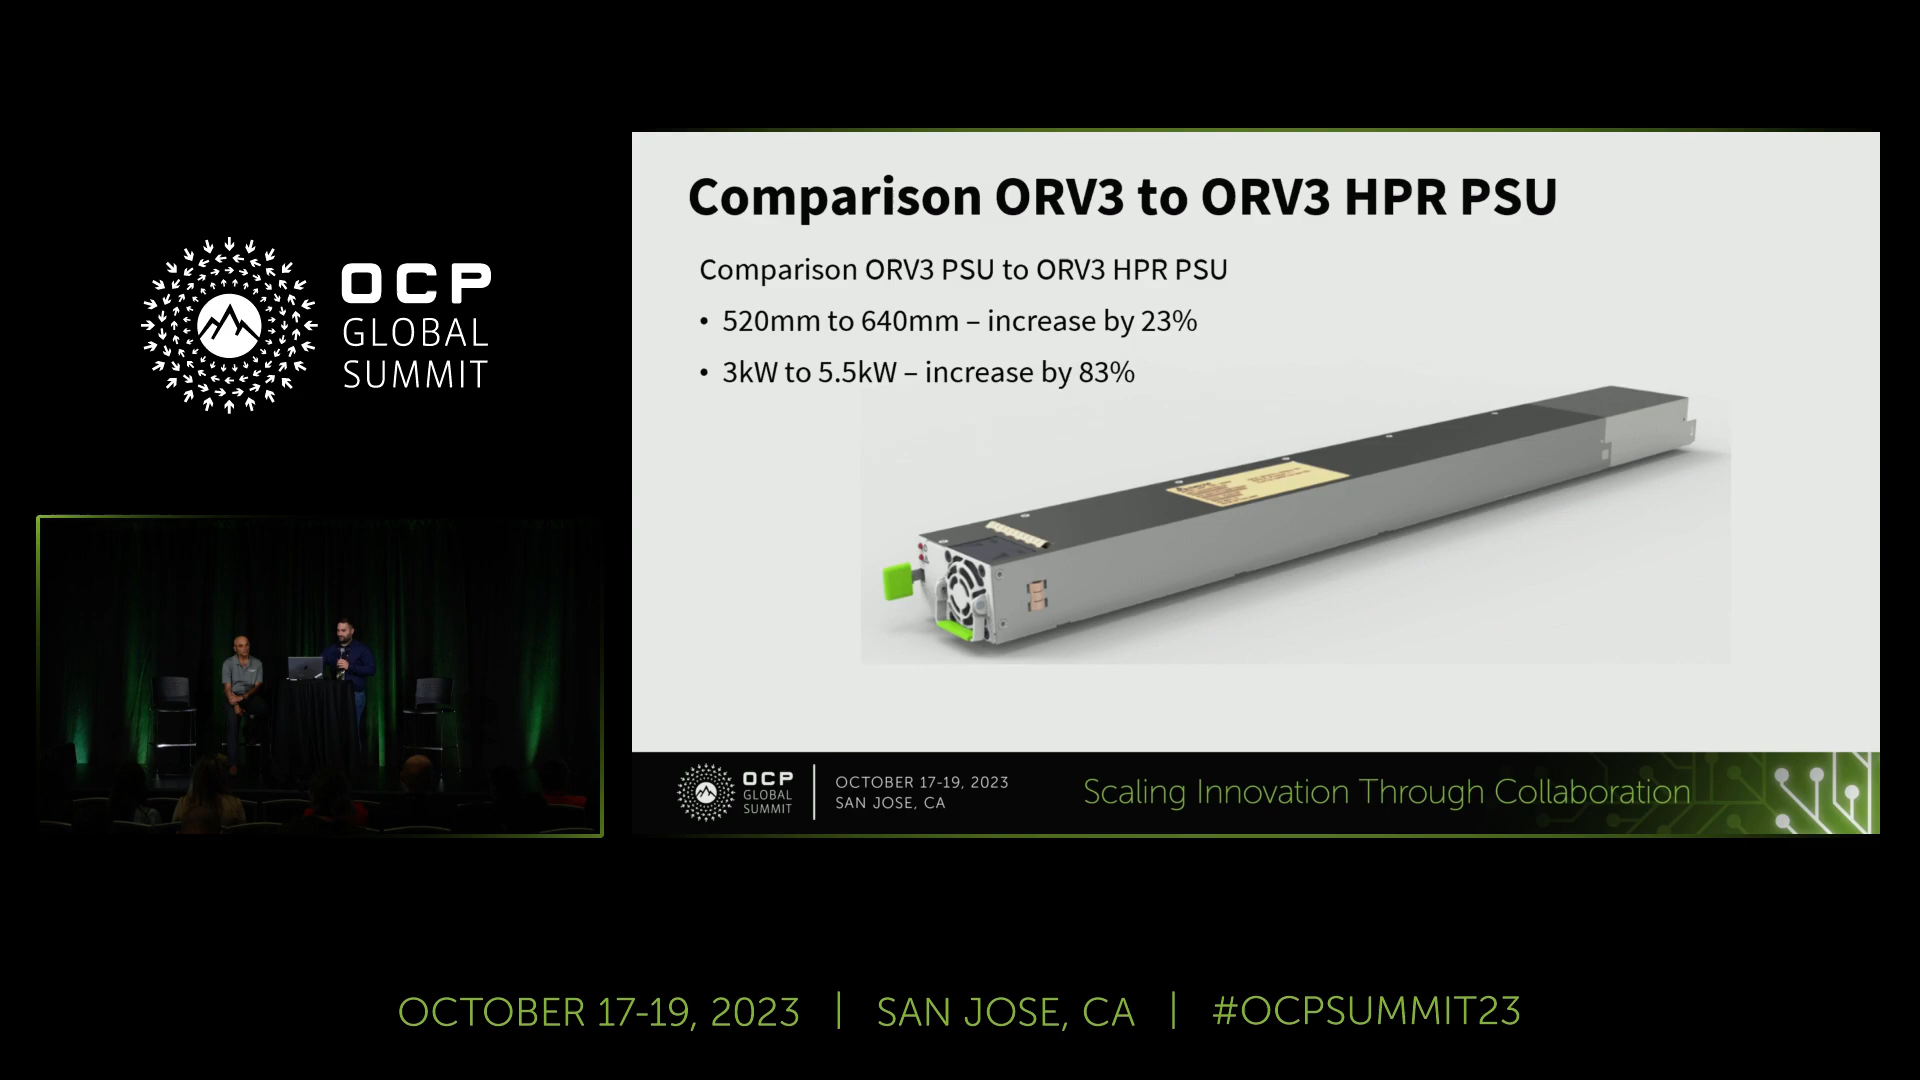 OCP
GLOBAL
SUMMIT
Comparison ORV3 to ORV3 HPR PSU
Comparison ORV3 PSU to ORV3 HPR PSU
• 520mm to 640mm – increase by 23%
• 3kW to 5.5kW – increase by 83%
OCP
GLOBAL
SUMMIT
OCTOBER 17-19, 2023
SAN JOSE, CA
Scaling Innovation Through Collaboration
OCTOBER 17-19, 2023 | SAN JOSE, CA | #OCPSUMMIT23